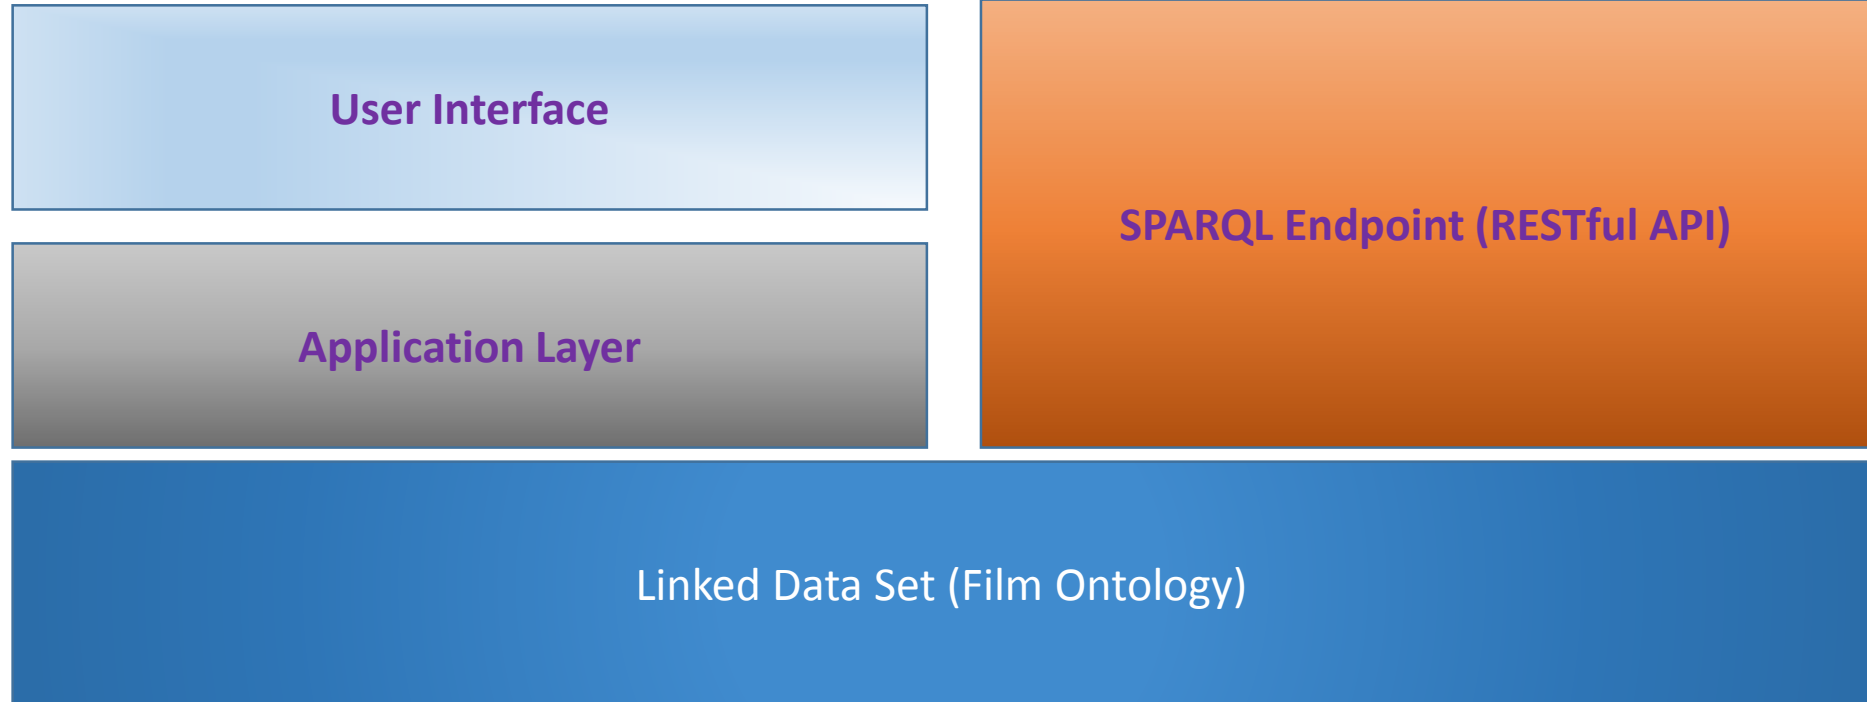 User Interface
SPARQL Endpoint (RESTful API)
Application Layer
Linked Data Set (Film Ontology)